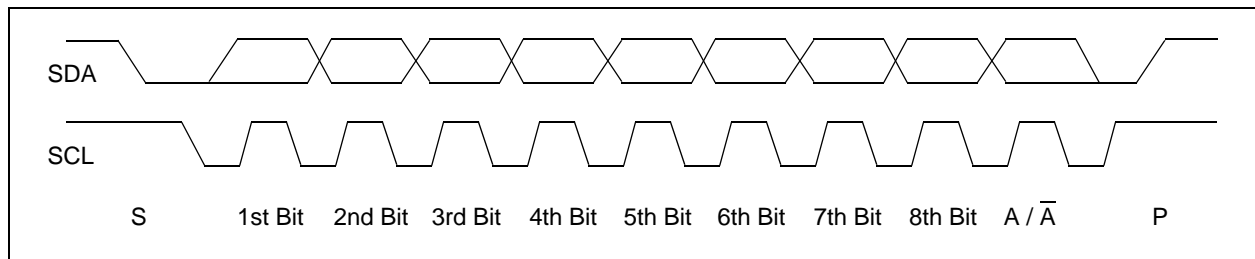 SDA
SCL
S 1st Bit 2nd Bit 3rd Bit 4th Bit 5th Bit 6th Bit 7th Bit 8th Bit A / A̅ P